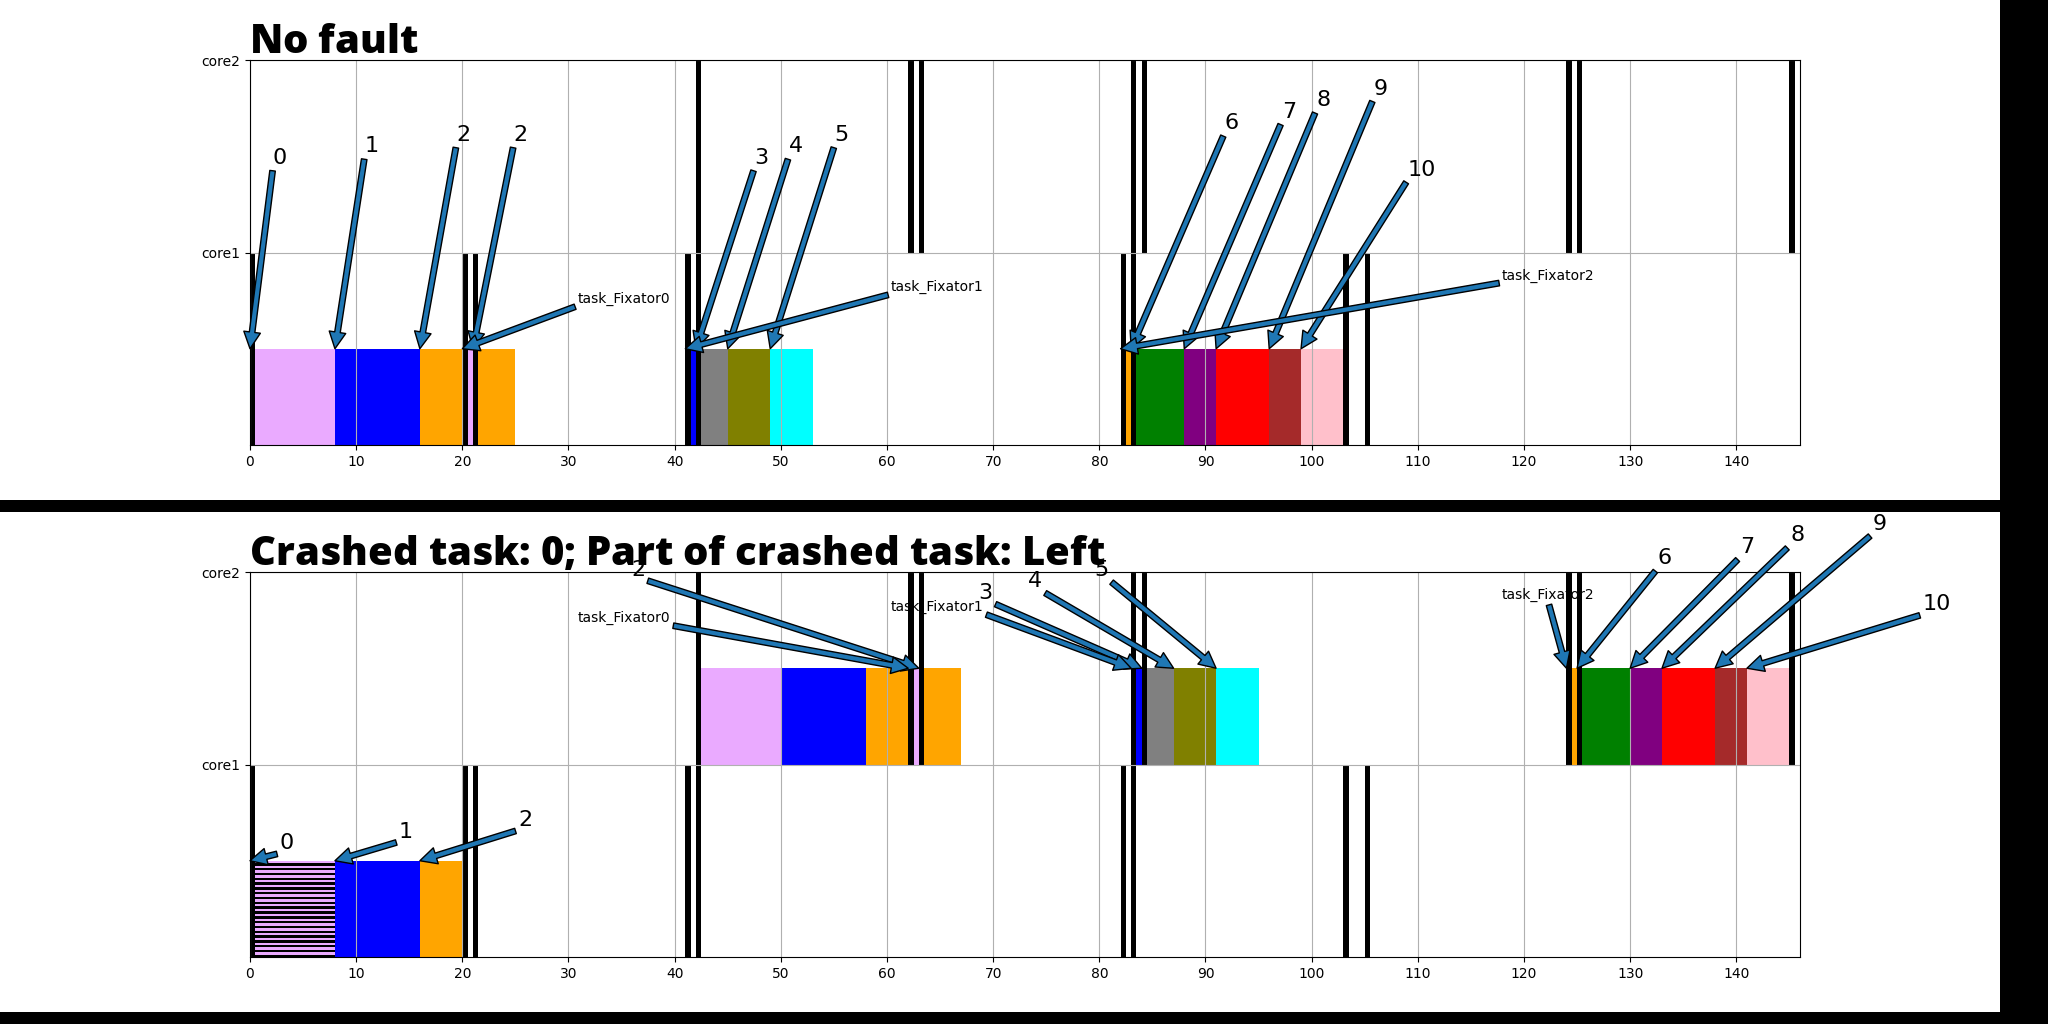 No fault
core2
9
8
7
6
2 2 5
1 4
0 3
10
core1
task_Fixator2
task_Fixator1
task_Fixator0
0 10 20 30 40 50 60 70 80 90 100 110 120 130 140
9
8
Crashed task: 0; Part of crashed task: Left
7
6
2 5
core2
4
3
task_Fixator2
10
task_Fixator1
task_Fixator0
core1
2
1
0
0 10 20 30 40 50 60 70 80 90 100 110 120 130 140